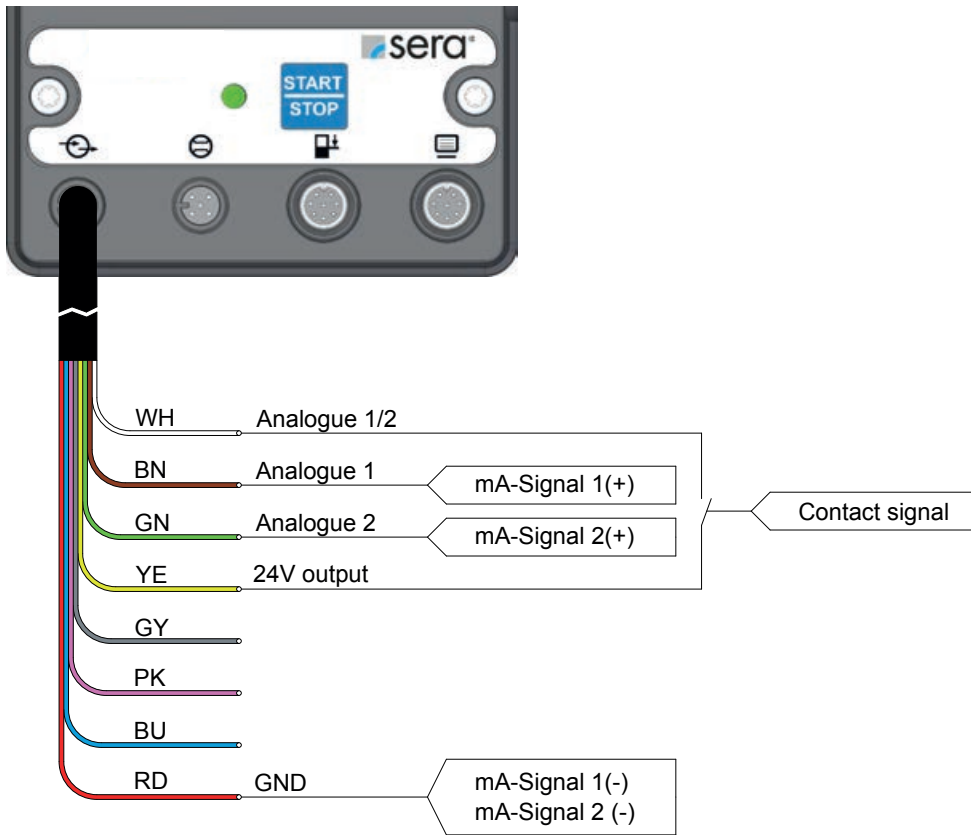 sera
START
STOP
WH Analogue 1/2
BN Analogue 1 mA-Signal 1(+)
GN Analogue 2 mA-Signal 2(+)
Contact signal
YE 24V output
GY
PK
BU
RD GND mA-Signal 1(-)
mA-Signal 2 (-)